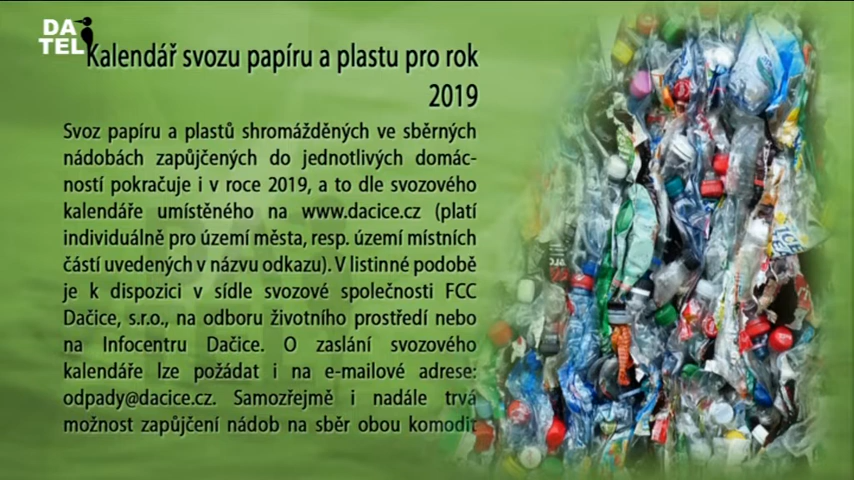 DA
TEL
Kalendář svozu papíru a plastu pro rok
2019
Svoz papíru a plastů shromážděných ve sběrných
nádobách zapůjčených do jednotlivých domác-
ností pokračuje i v roce 2019, a to dle svozového
kalendáře umístěného na www.dacice.cz (platí
individuálně pro území města, resp. území místních
částí uvedených v názvu odkazu). V listinné podobě
je k dispozici v sídle svozové společnosti FCC
Dačice, s.r.o., na odboru životního prostředí nebo
na Infocentru Dačice. O zaslání svozového
kalendáře lze požádat i na e-mailové adrese:
odpady@dacice.cz. Samozřejmě i nadále trvá
možnost zapůjčení nádob na sběr obou komodit